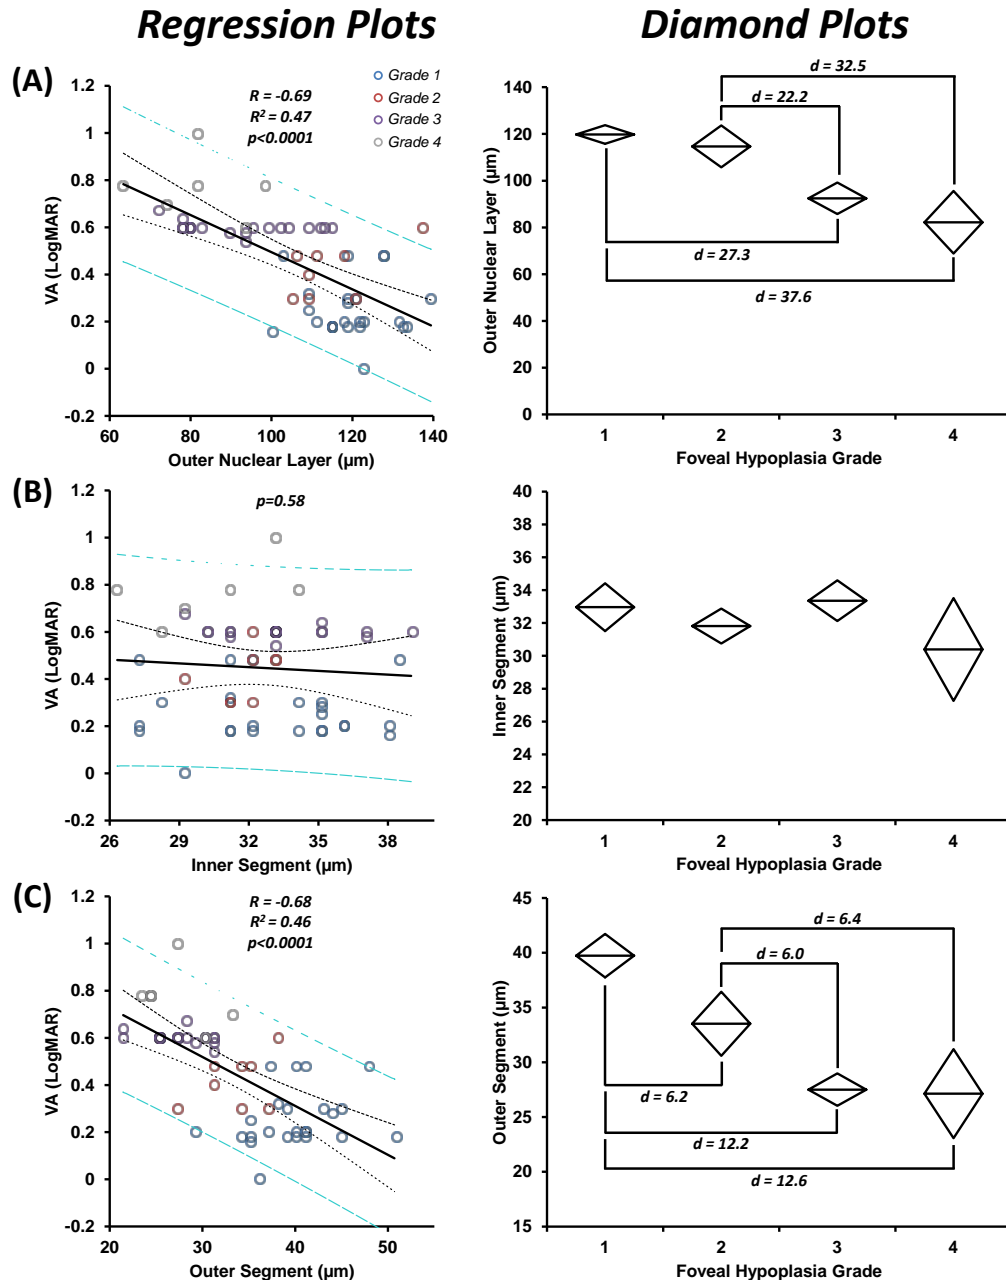 Regression Plots
Diamond Plots
(A)
1.2
1
0.8
0.6
0.4
0.2
0
-0.2
VA (LogMAR)
R = -0.69
R² = 0.47
p<0.0001
Grade 1
Grade 2
Grade 3
Grade 4
60
80
100
120
140
Outer Nuclear Layer (µm)
140
120
100
80
60
40
20
0
Outer Nuclear Layer (µm)
d = 32.5
d = 22.2
d = 27.3
d = 37.6
1
2
3
4
Foveal Hypoplasia Grade
(B)
1.2
1
0.8
0.6
0.4
0.2
0
-0.2
VA (LogMAR)
p=0.58
26
29
32
35
38
Inner Segment (µm)
40
38
36
34
32
30
28
26
24
22
20
Inner Segment (µm)
1
2
3
4
Foveal Hypoplasia Grade
(C)
1.2
1
0.8
0.6
0.4
0.2
0
-0.2
VA (LogMAR)
R = -0.68
R² = 0.46
p<0.0001
20
30
40
50
Outer Segment (µm)
45
40
35
30
25
20
15
Outer Segment (µm)
d = 6.4
d = 6.0
d = 6.2
d = 12.2
d = 12.6
1
2
3
4
Foveal Hypoplasia Grade